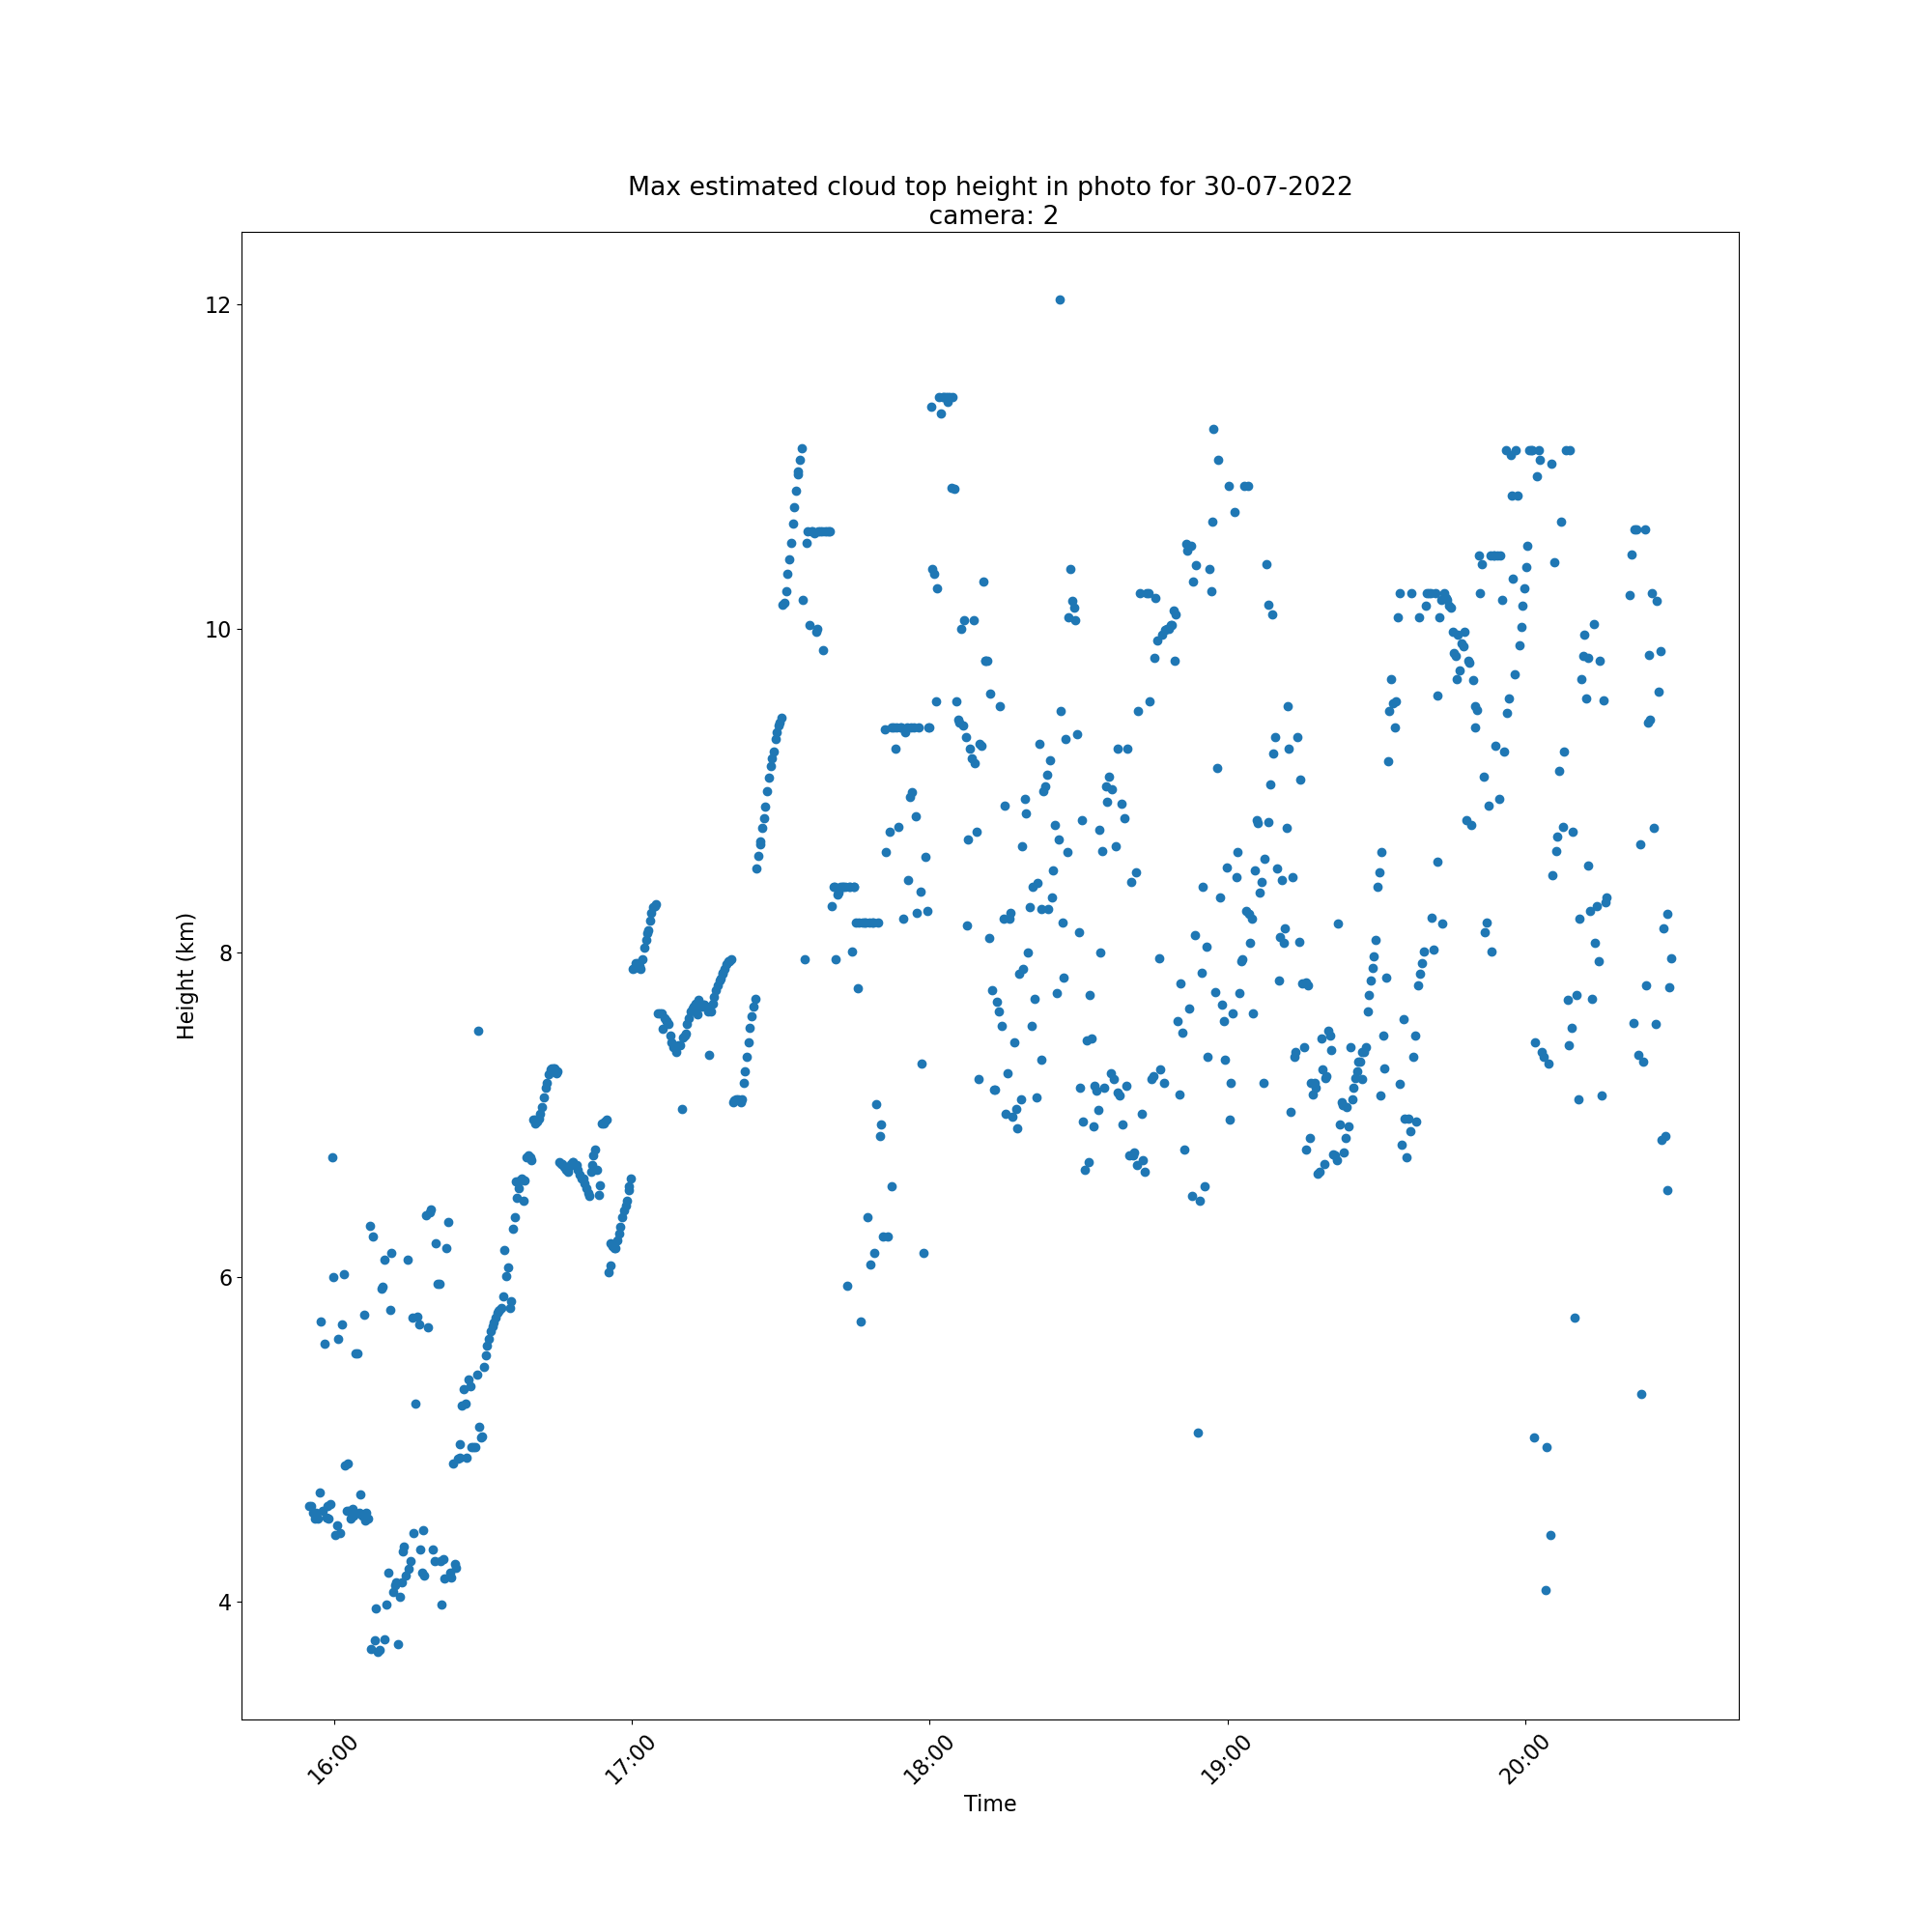 Max estimated cloud top height in photo for 30-07-2022
camera: 2
12
10
8
6
4
Height (km)
16:00
17:00
18:00
19:00
20:00
Time